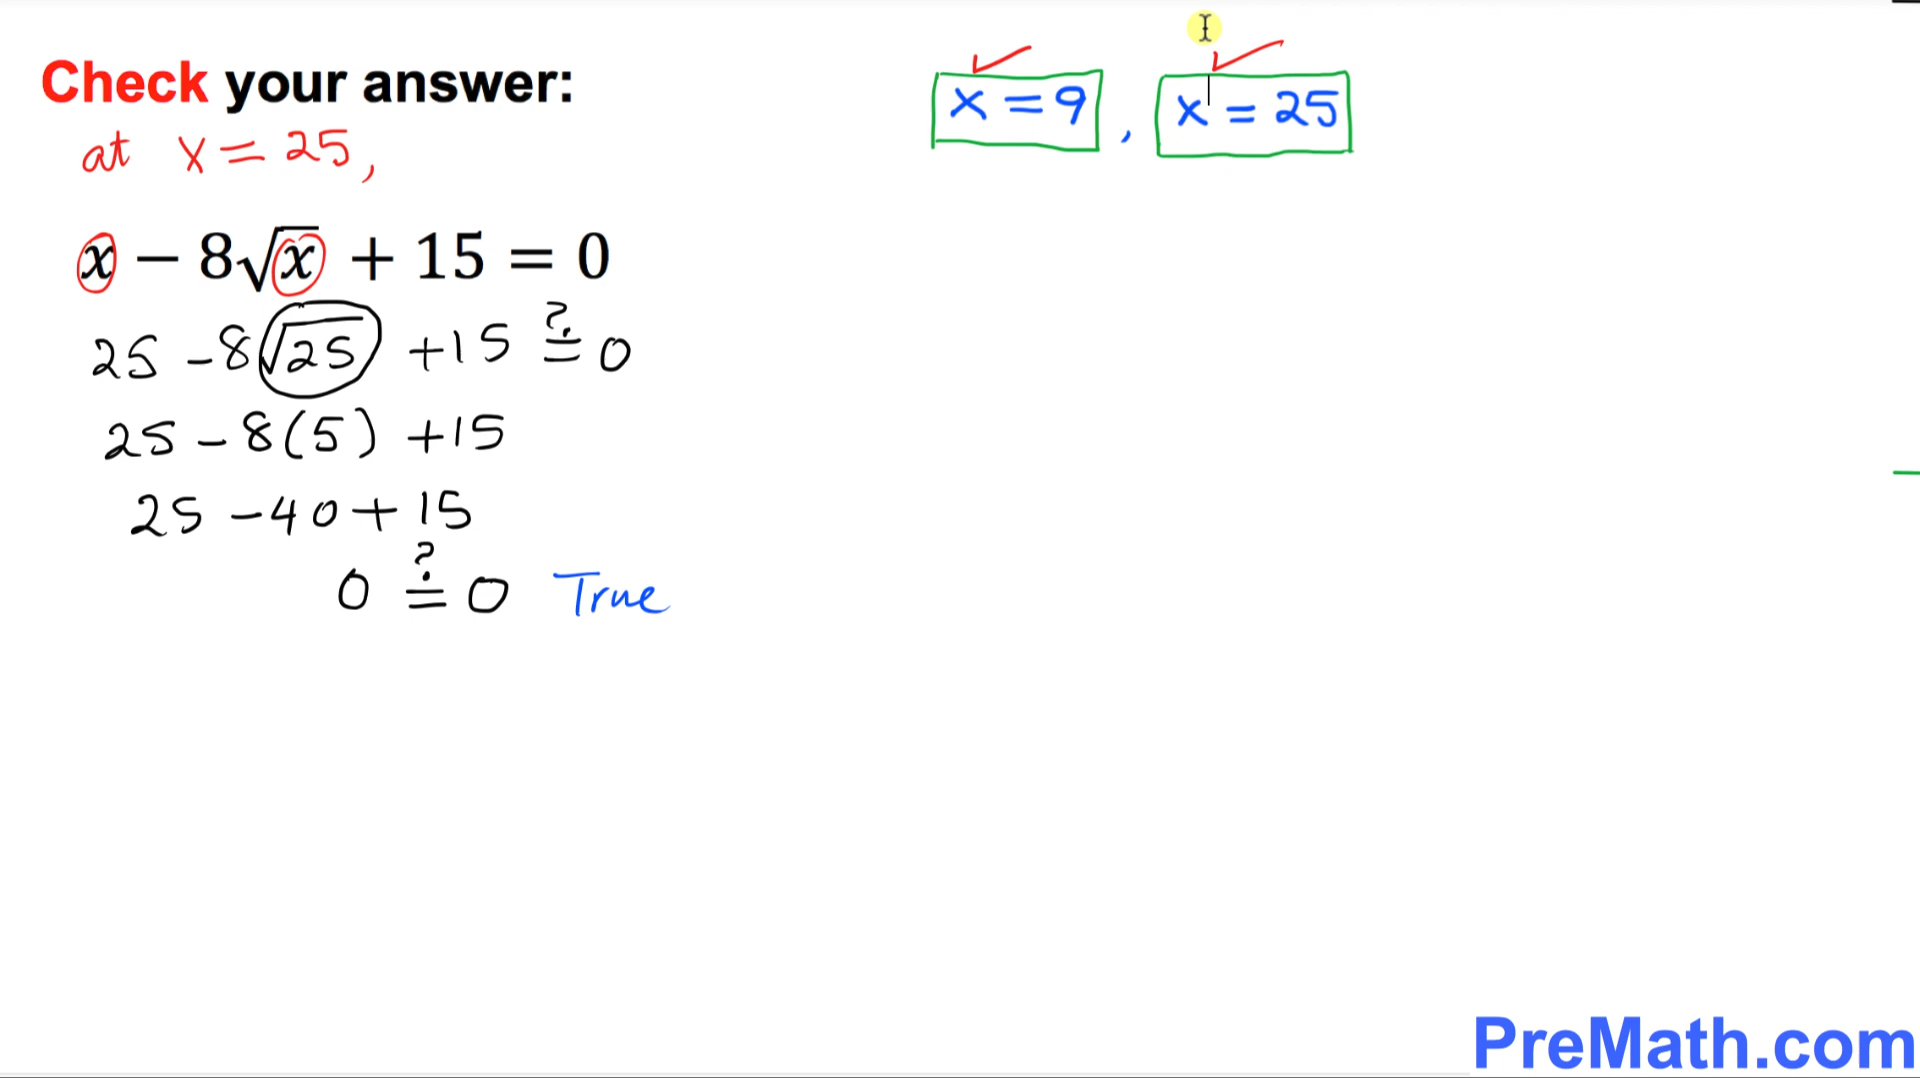 Check your answer:
at x = 25,
x = 9 , x = 25
x − 8√x + 15 = 0
25 − 8√25 + 15 ≟ 0
25 − 8(5) + 15
25 − 40 + 15
0 ≟ 0 True
PreMath.com